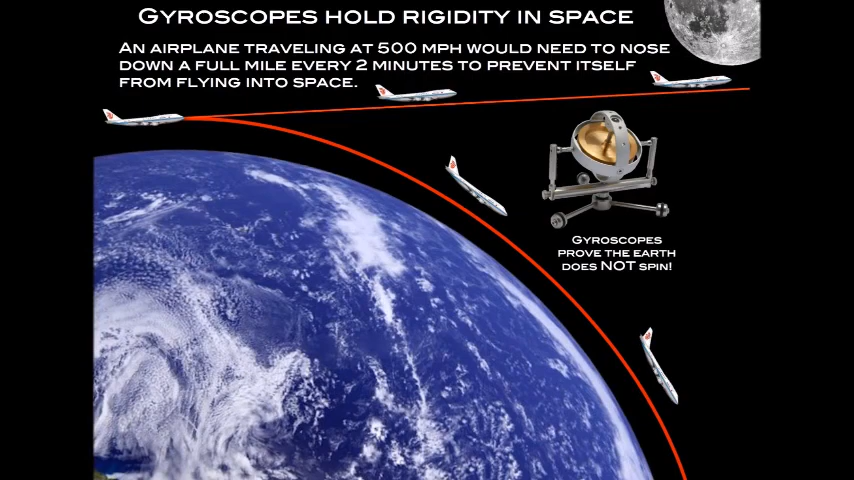 Gyroscopes hold rigidity in space
An airplane traveling at 500 mph would need to nose
down a full mile every 2 minutes to prevent itself
from flying into space.
Gyroscopes
prove the earth
does NOT spin!